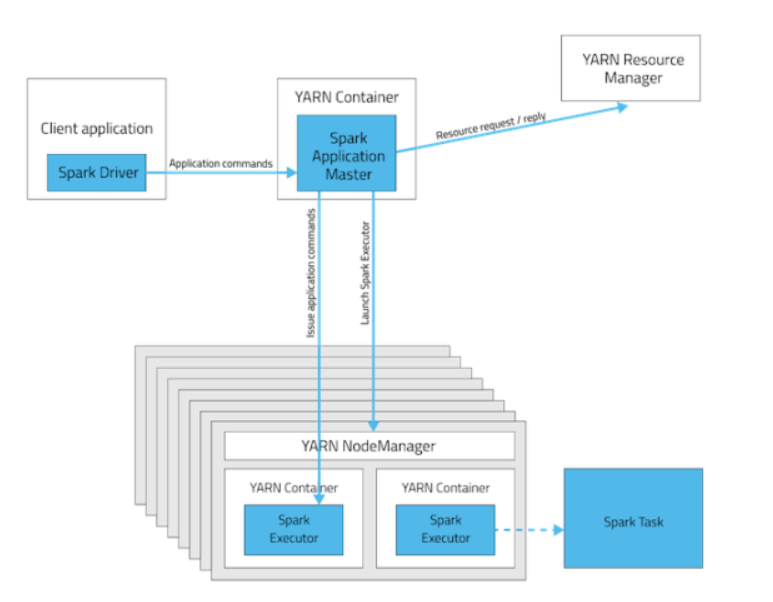 YARN Resource
Manager
Client application
Spark Driver
Application commands
YARN Container
Spark
Application
Master
Resource request / reply
Issue application commands
Launch Spark Executor
YARN NodeManager
YARN Container
Spark
Executor
YARN Container
Spark
Executor
Spark Task